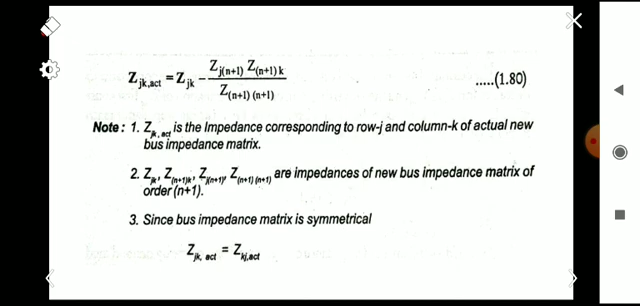 Z_jk,act = Z_jk − Z_j(n+1) Z_(n+1)k / Z_(n+1)(n+1) .....(1.80)
Note : 1. Z_jk, act is the Impedance corresponding to row-j and column-k of actual new
bus impedance matrix.
2. Z_jk, Z_(n+1)k, Z_j(n+1), Z_(n+1)(n+1) are impedances of new bus impedance matrix of
order (n+1).
3. Since bus impedance matrix is symmetrical
Z_jk, act = Z_kj,act